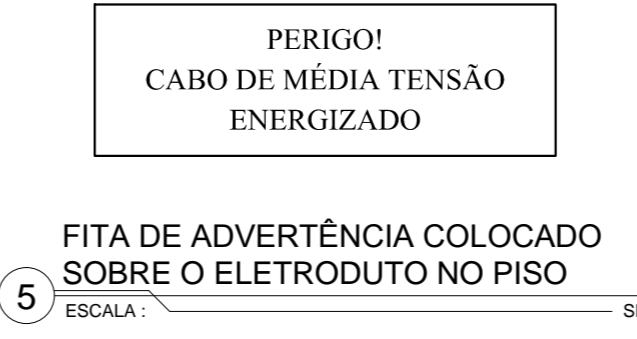 PERIGO!
CABO DE MÉDIA TENSÃO
ENERGIZADO
FITA DE ADVERTÊNCIA COLOCADO
SOBRE O ELETRODUTO NO PISO
5
ESCALA :